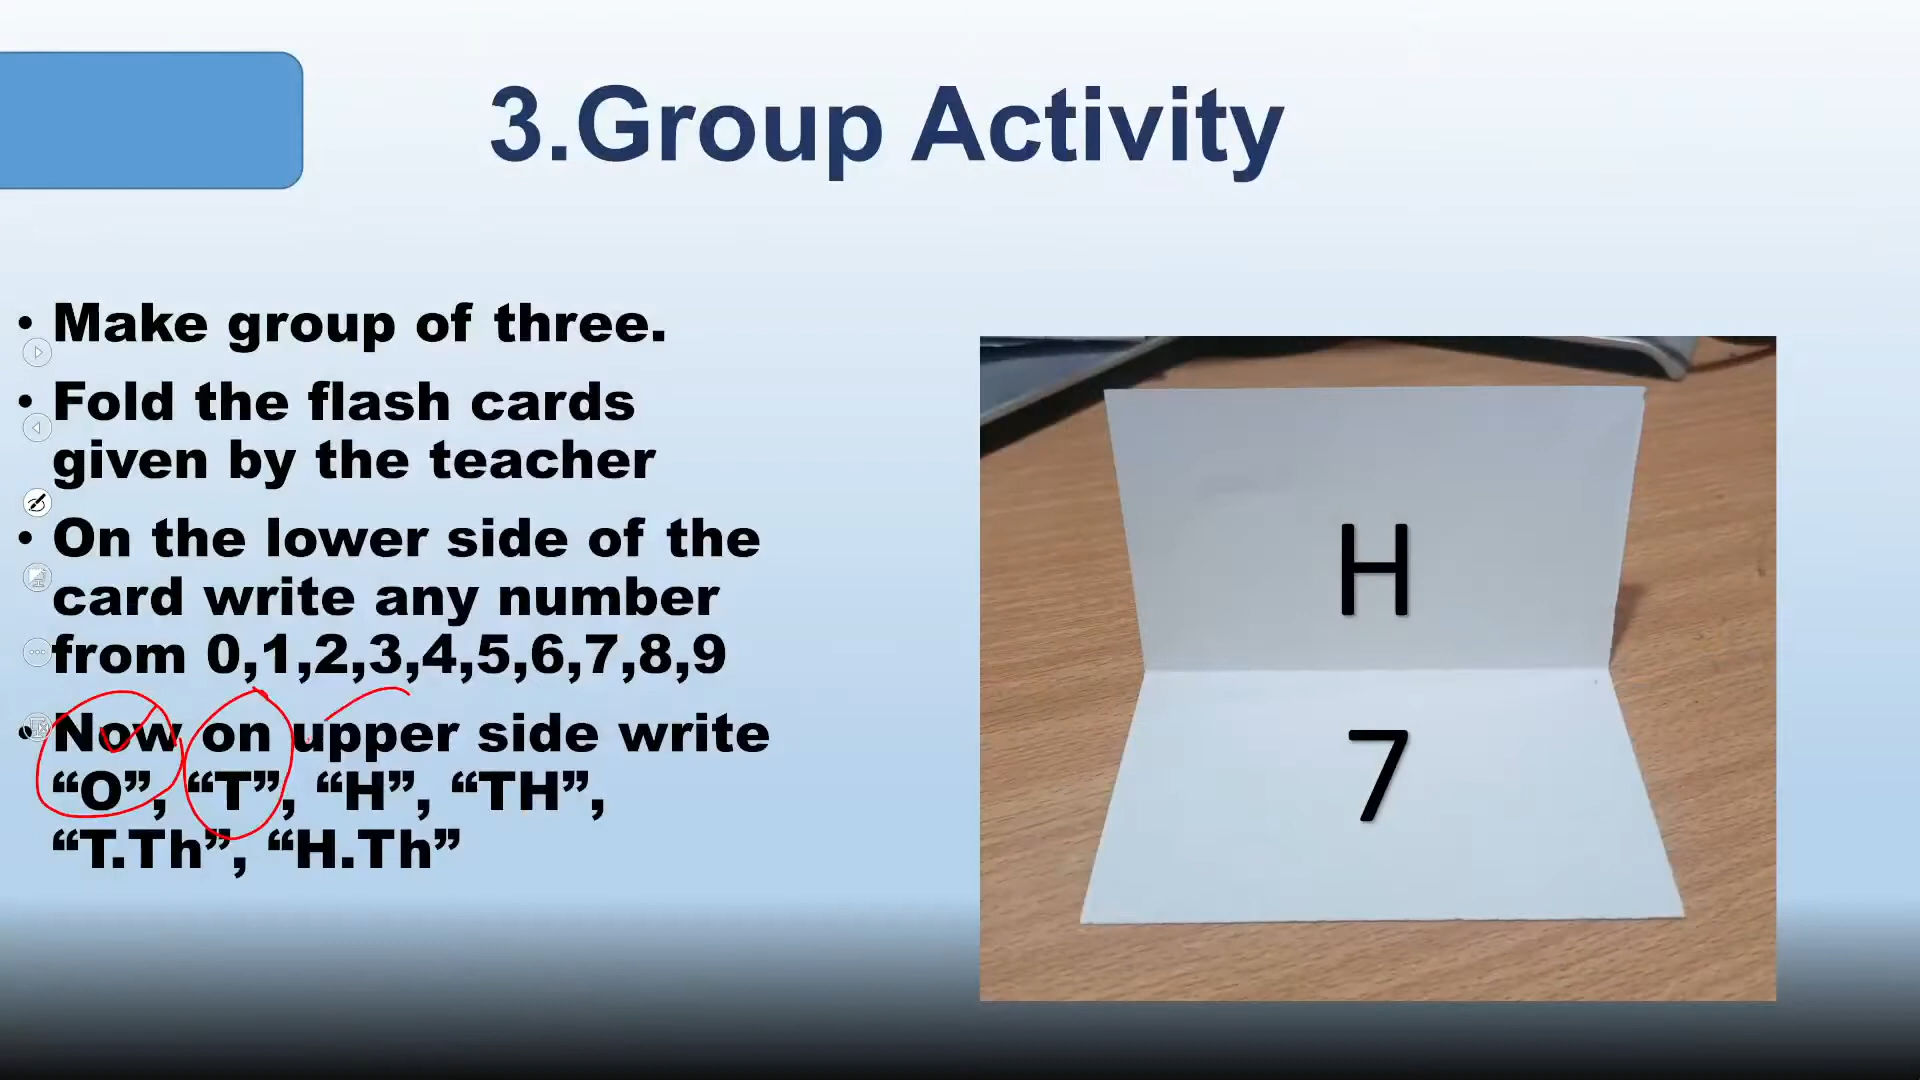 3.Group Activity
• Make group of three.
• Fold the flash cards
given by the teacher
• On the lower side of the
card write any number
from 0,1,2,3,4,5,6,7,8,9
• Now on upper side write
“O”, “T”, “H”, “TH”,
“T.Th”, “H.Th”
H
7